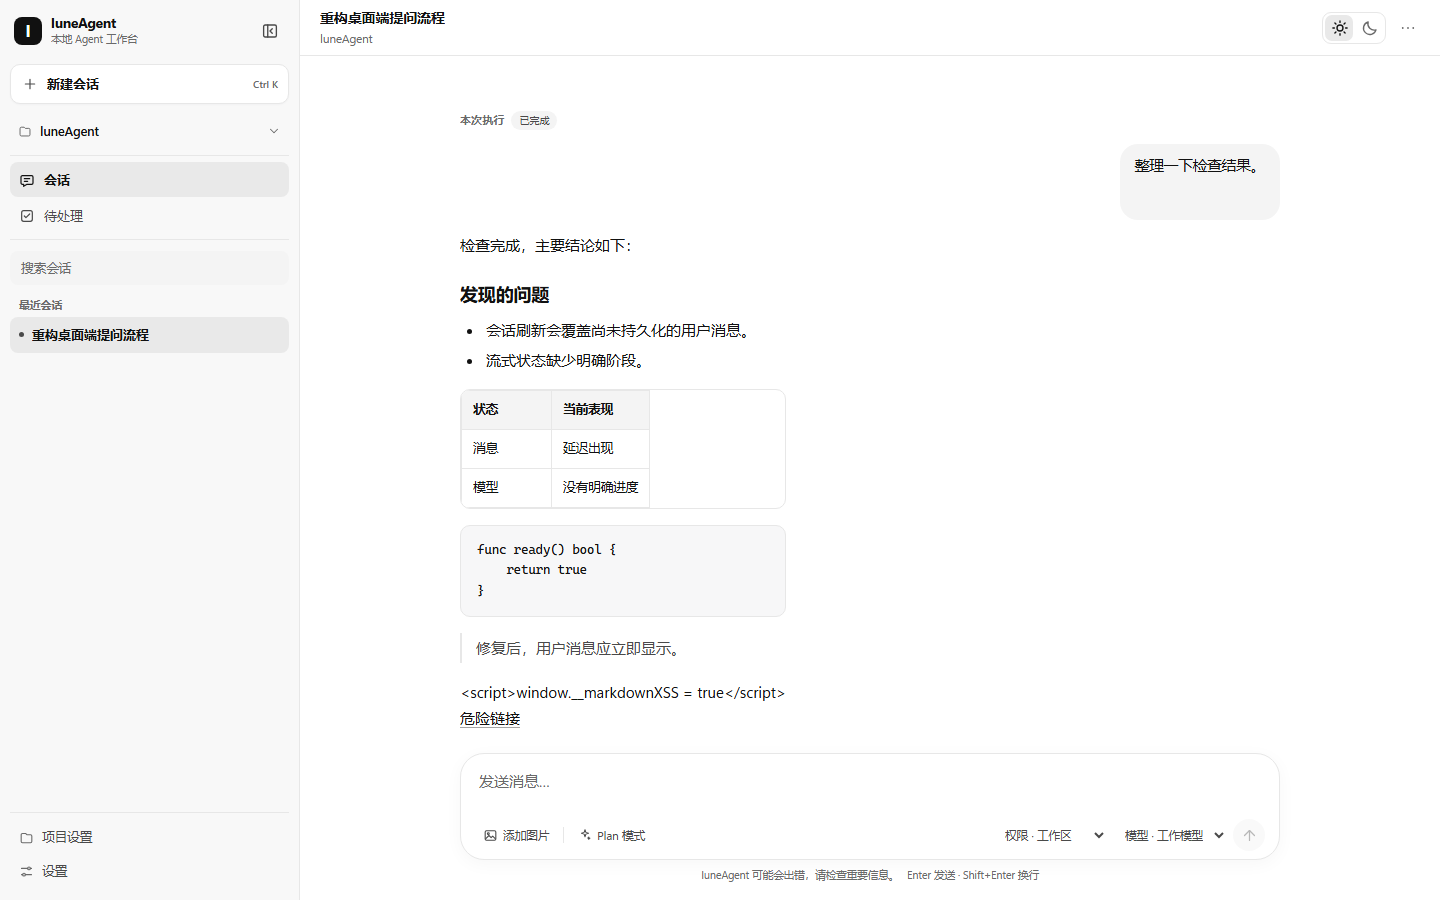 l
luneAgent
本地 Agent 工作台
新建会话
Ctrl K
luneAgent
会话
待处理
搜索会话
最近会话
重构桌面端提问流程
项目设置
设置
重构桌面端提问流程
luneAgent
本次执行 已完成
整理一下检查结果。
检查完成，主要结论如下：
发现的问题
会话刷新会覆盖尚未持久化的用户消息。
流式状态缺少明确阶段。
状态 当前表现
消息 延迟出现
模型 没有明确进度
func ready() bool {
    return true
}
修复后，用户消息应立即显示。
<script>window.__markdownXSS = true</script>
危险链接
发送消息...
添加图片 Plan 模式 权限 · 工作区 模型 · 工作模型
luneAgent 可能会出错，请检查重要信息。 Enter 发送 · Shift+Enter 换行